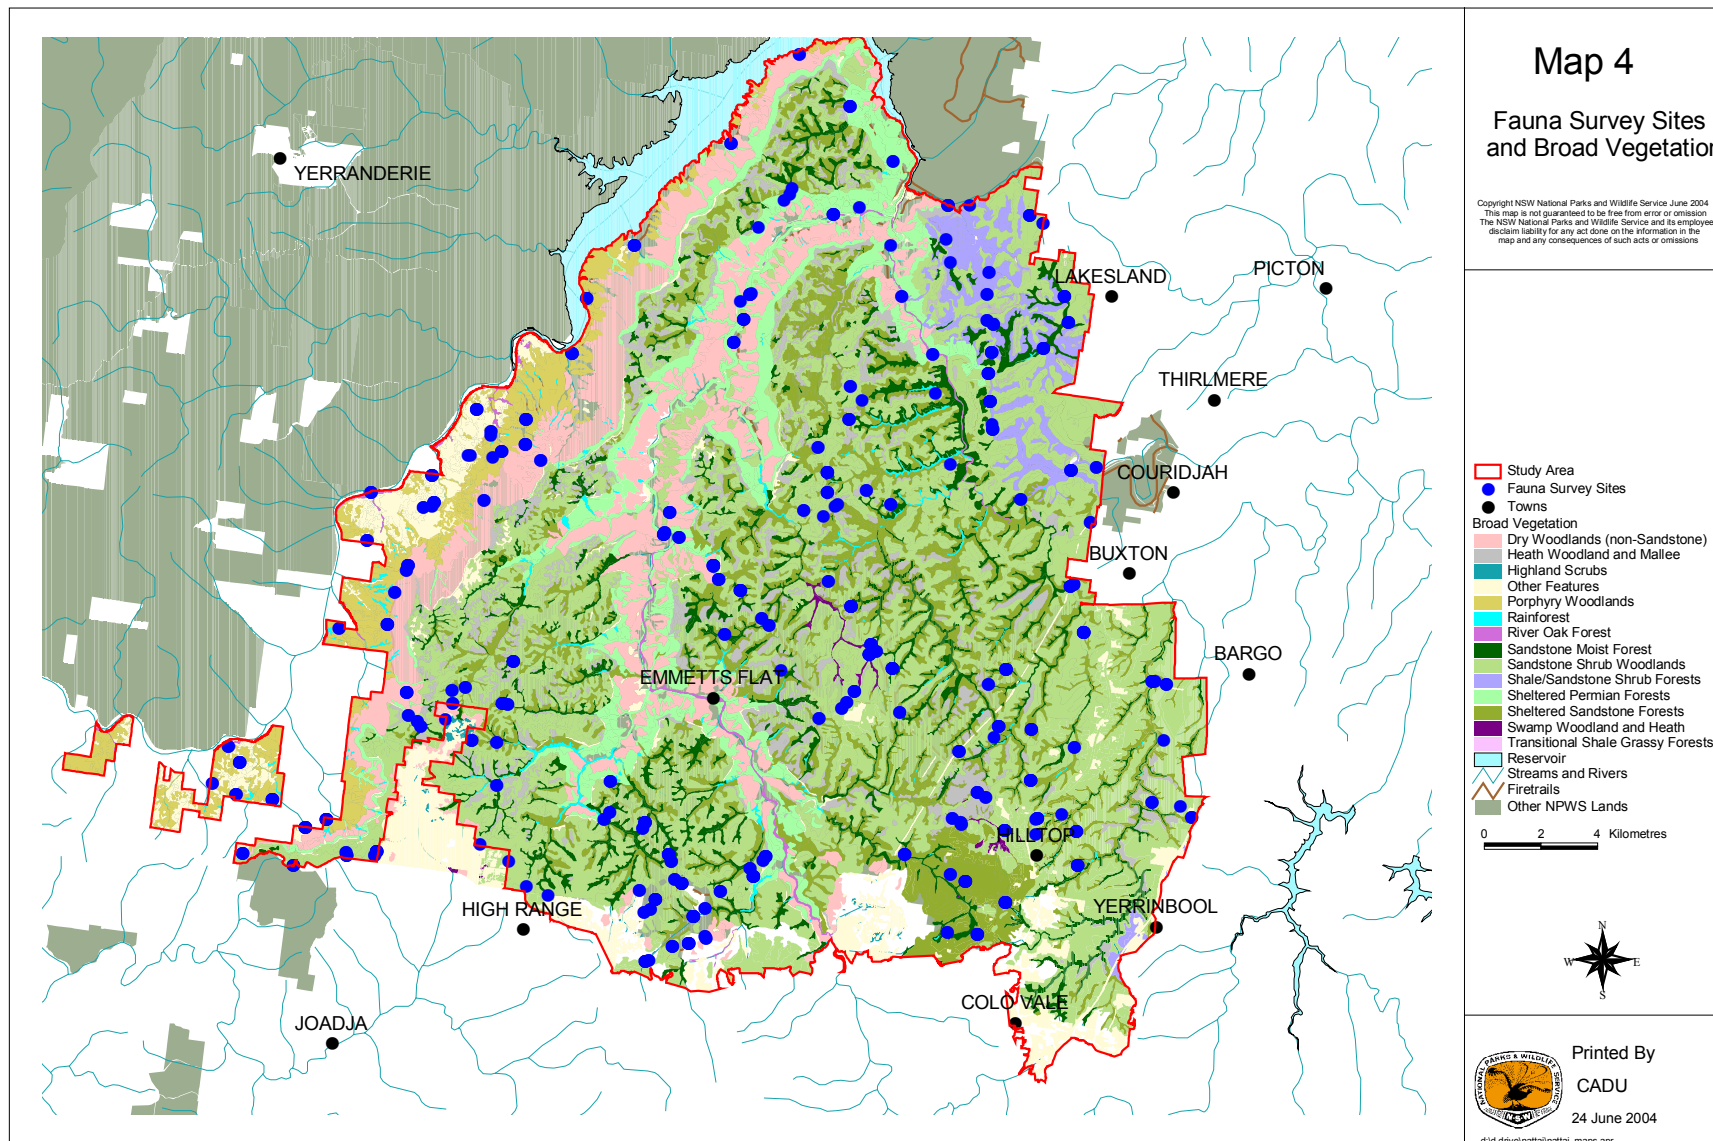 Map 4
Fauna Survey Sites
and Broad Vegetation
Copyright NSW National Parks and Wildlife Service June 2004
This map is not guaranteed to be free from error or omission
The NSW National Parks and Wildlife Service and its employee
disclaim liability for any act done on the information in the
map and any consequences of such acts or omissions
YERRANDERIE
LAKESLAND
PICTON
THIRLMERE
COURIDJAH
BUXTON
BARGO
EMMETTS FLAT
HILLTOP
YERRINBOOL
HIGH RANGE
COLO VALE
JOADJA
Study Area
Fauna Survey Sites
Towns
Broad Vegetation
Dry Woodlands (non-Sandstone)
Heath Woodland and Mallee
Highland Scrubs
Other Features
Porphyry Woodlands
Rainforest
River Oak Forest
Sandstone Moist Forest
Sandstone Shrub Woodlands
Shale/Sandstone Shrub Forests
Sheltered Permian Forests
Sheltered Sandstone Forests
Swamp Woodland and Heath
Transitional Shale Grassy Forests
Reservoir
Streams and Rivers
Firetrails
Other NPWS Lands
0 2 4 Kilometres
N
W E
S
NATIONAL PARKS & WILDLIFE SERVICE
NSW
Printed By
CADU
24 June 2004